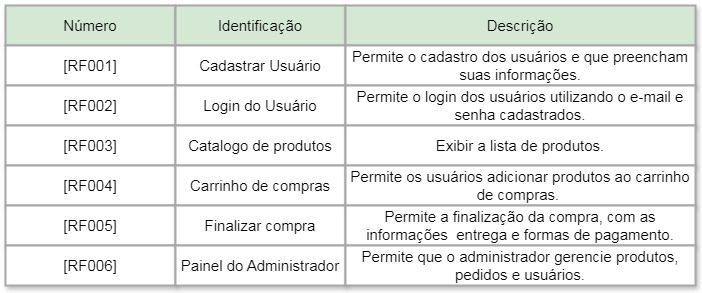 Número Identificação Descrição
[RF001] Cadastrar Usuário Permite o cadastro dos usuários e que preencham
suas informações.
[RF002] Login do Usuário Permite o login dos usuários utilizando o e-mail e
senha cadastrados.
[RF003] Catalogo de produtos Exibir a lista de produtos.
[RF004] Carrinho de compras Permite os usuários adicionar produtos ao carrinho
de compras.
[RF005] Finalizar compra Permite a finalização da compra, com as
informações entrega e formas de pagamento.
[RF006] Painel do Administrador Permite que o administrador gerencie produtos,
pedidos e usuários.